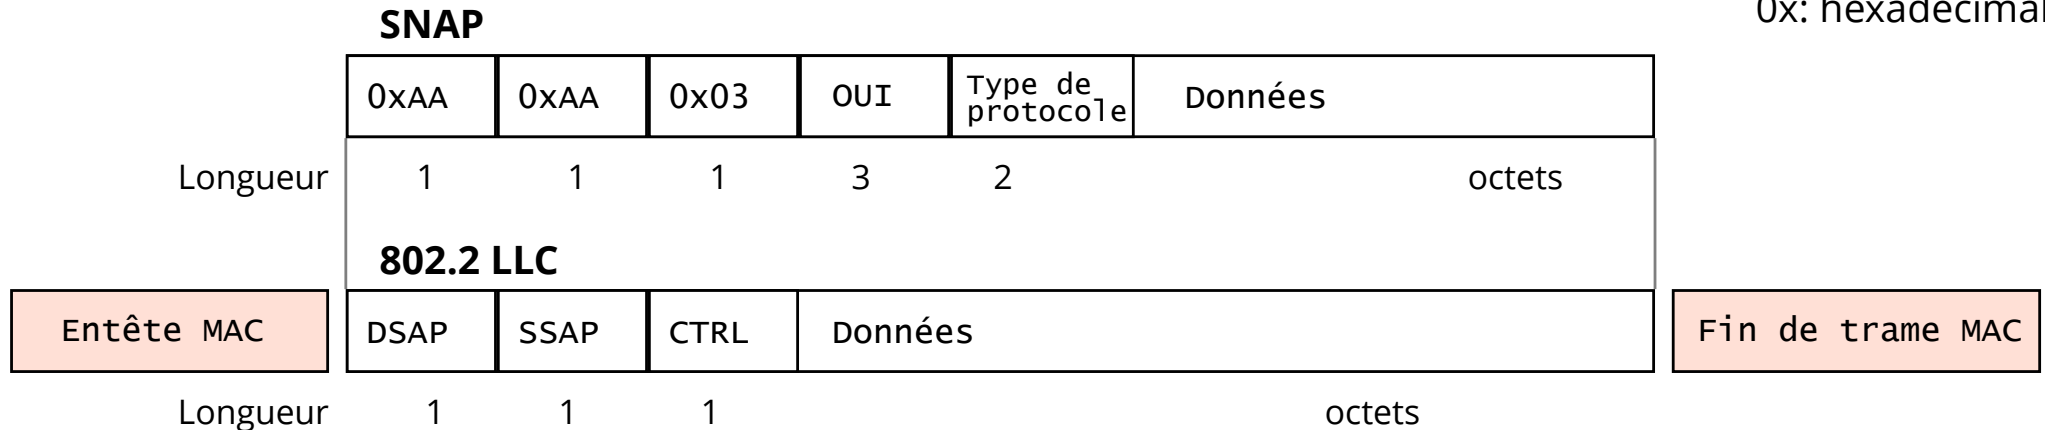 0x: hexadécimal
SNAP
0xAA 0xAA 0x03 OUI Type de protocole Données
Longueur 1 1 1 3 2 octets
802.2 LLC
Entête MAC DSAP SSAP CTRL Données Fin de trame MAC
Longueur 1 1 1 octets